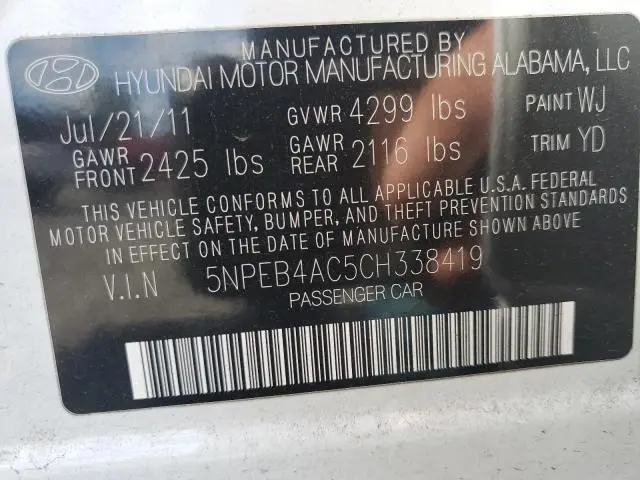 MANUFACTURED BY
HYUNDAI MOTOR MANUFACTURING ALABAMA, LLC
Jul/21/11 GVWR 4299 lbs PAINT WJ
GAWR FRONT 2425 lbs GAWR REAR 2116 lbs TRIM YD
THIS VEHICLE CONFORMS TO ALL APPLICABLE U.S.A. FEDERAL
MOTOR VEHICLE SAFETY, BUMPER, AND THEFT PREVENTION STANDARDS
IN EFFECT ON THE DATE OF MANUFACTURE SHOWN ABOVE
V.I.N 5NPEB4AC5CH338419
PASSENGER CAR